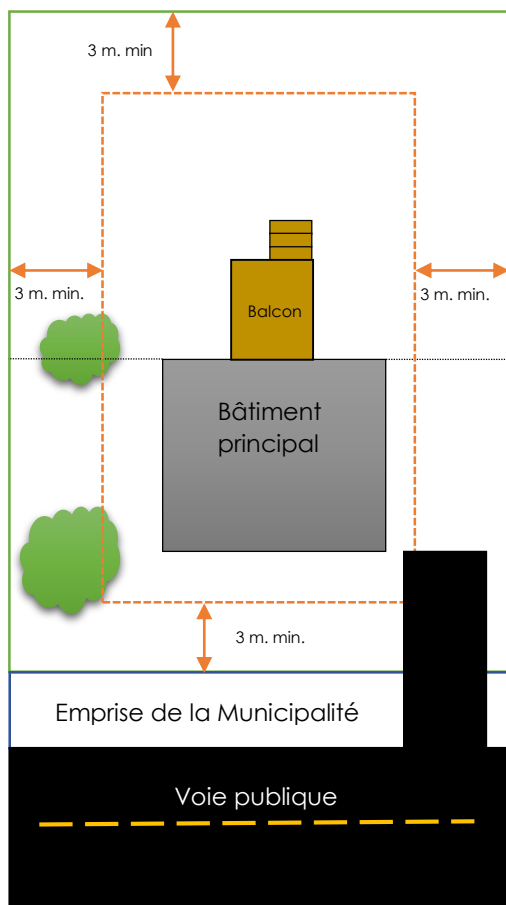 3 m. min
3 m. min.
3 m. min.
Balcon
Bâtiment
principal
3 m. min.
Emprise de la Municipalité
Voie publique